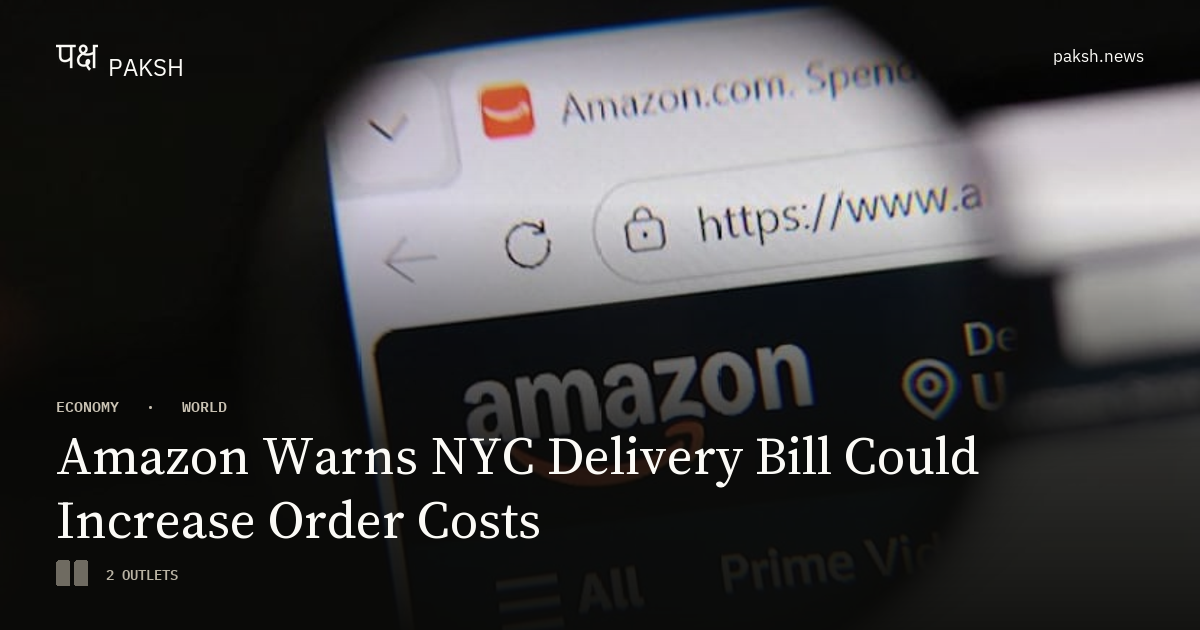 पक्ष PAKSH
paksh.news
Amazon.com. Spend
https://www.a
amazon
De
U
All
Prime Vid
ECONOMY · WORLD
Amazon Warns NYC Delivery Bill Could
Increase Order Costs
2 OUTLETS